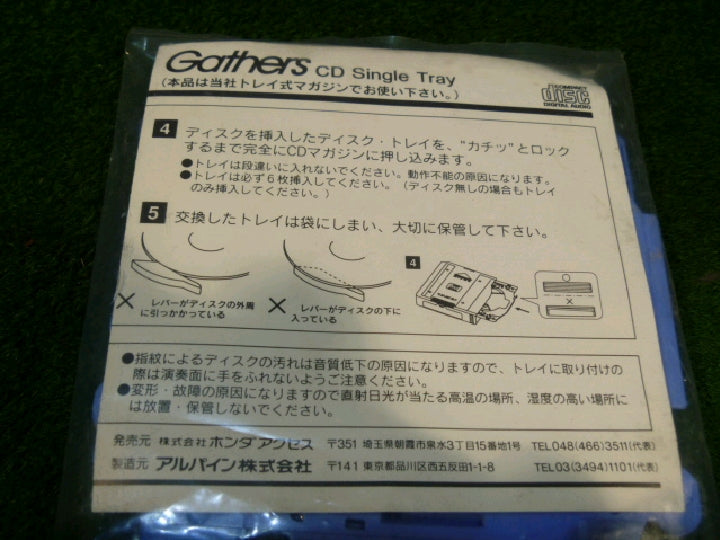 Gathers CD Single Tray
(本品は当社トレイ式マガジンでお使い下さい。)
COMPACT
disc
DIGITAL AUDIO
4 ディスクを挿入したディスク・トレイを、"カチッ"とロック
するまで完全にCDマガジンに押し込みます。
●トレイは段違いに入れないでください。動作不能の原因になります。
●トレイは必ず6枚挿入してください。(ディスク無しの場合もトレイ
のみ挿入してください。)
5 交換したトレイは袋にしまい、大切に保管して下さい。
4
× レバーがディスクの外周
に引っかかっている
× レバーがディスクの下に
入っている
×
●指紋によるディスクの汚れは音質低下の原因になりますので、トレイに取り付けの
際は演奏面に手をふれないようご注意ください。
●変形・故障の原因になりますので直射日光が当たる高温の場所、湿度の高い場所に
は放置・保管しないでください。
発売元 株式会社ホンダアクセス 〒351 埼玉県朝霞市泉水3丁目15番地1号 TEL048(466)3511(代表)
製造元 アルパイン株式会社 〒141 東京都品川区西五反田1-1-8 TEL03(3494)1101(代表)